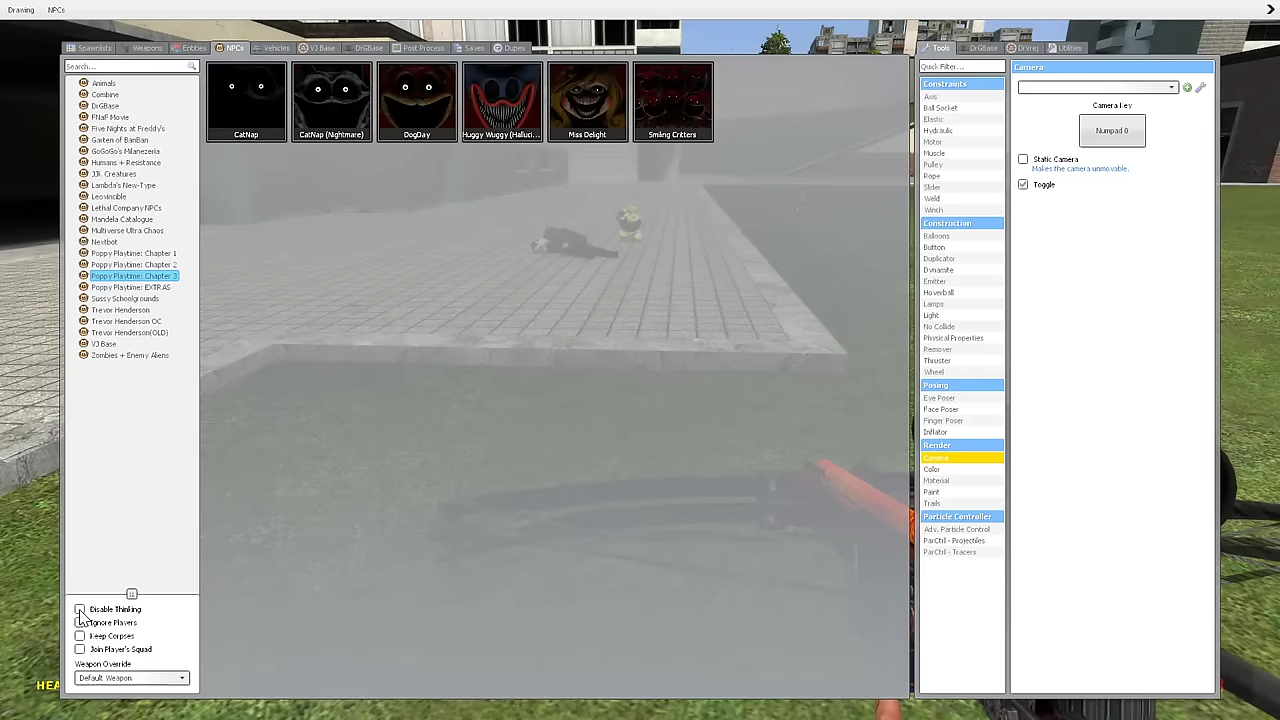 Drawing NPCs
Spawnlists Weapons Entities NPCs Vehicles VJ Base DrGBase Post Process Saves Dupes
Search...
Animals
Combine
DrGBase
FNaF Movie
Five Nights at Freddy's
Garten of BanBan
GoGoGo's Milanezeria
Humans + Resistance
JJK Creatures
Lambda's New-Type
Leovincible
Lethal Company NPCs
Mandela Catalogue
Multiverse Ultra Chaos
Nextbot
Poppy Playtime: Chapter 1
Poppy Playtime: Chapter 2
Poppy Playtime: Chapter 3
Poppy Playtime: EXTRAS
Sussy Schoolgrounds
Trevor Henderson
Trevor Henderson OC
Trevor Henderson(OLD)
VJ Base
Zombies + Enemy Aliens
Disable Thinking
Ignore Players
Keep Corpses
Join Player's Squad
Weapon Override
Default Weapon
HEA
CatNap
CatNap (Nightmare)
DogDay
Huggy Wuggy (Halluci...
Miss Delight
Smiling Critters
Tools DrGBase DrVrej Utilities
Quick Filter...
Constraints
Axis
Ball Socket
Elastic
Hydraulic
Motor
Muscle
Pulley
Rope
Slider
Weld
Winch
Construction
Balloons
Button
Duplicator
Dynamite
Emitter
Hoverball
Lamps
Light
No Collide
Physical Properties
Remover
Thruster
Wheel
Posing
Eye Poser
Face Poser
Finger Poser
Inflator
Render
Camera
Color
Material
Paint
Trails
Particle Controller
Adv. Particle Control
ParCtrl - Projectiles
ParCtrl - Tracers
Camera
Camera Key
Numpad 0
Static Camera
Makes the camera unmovable.
Toggle